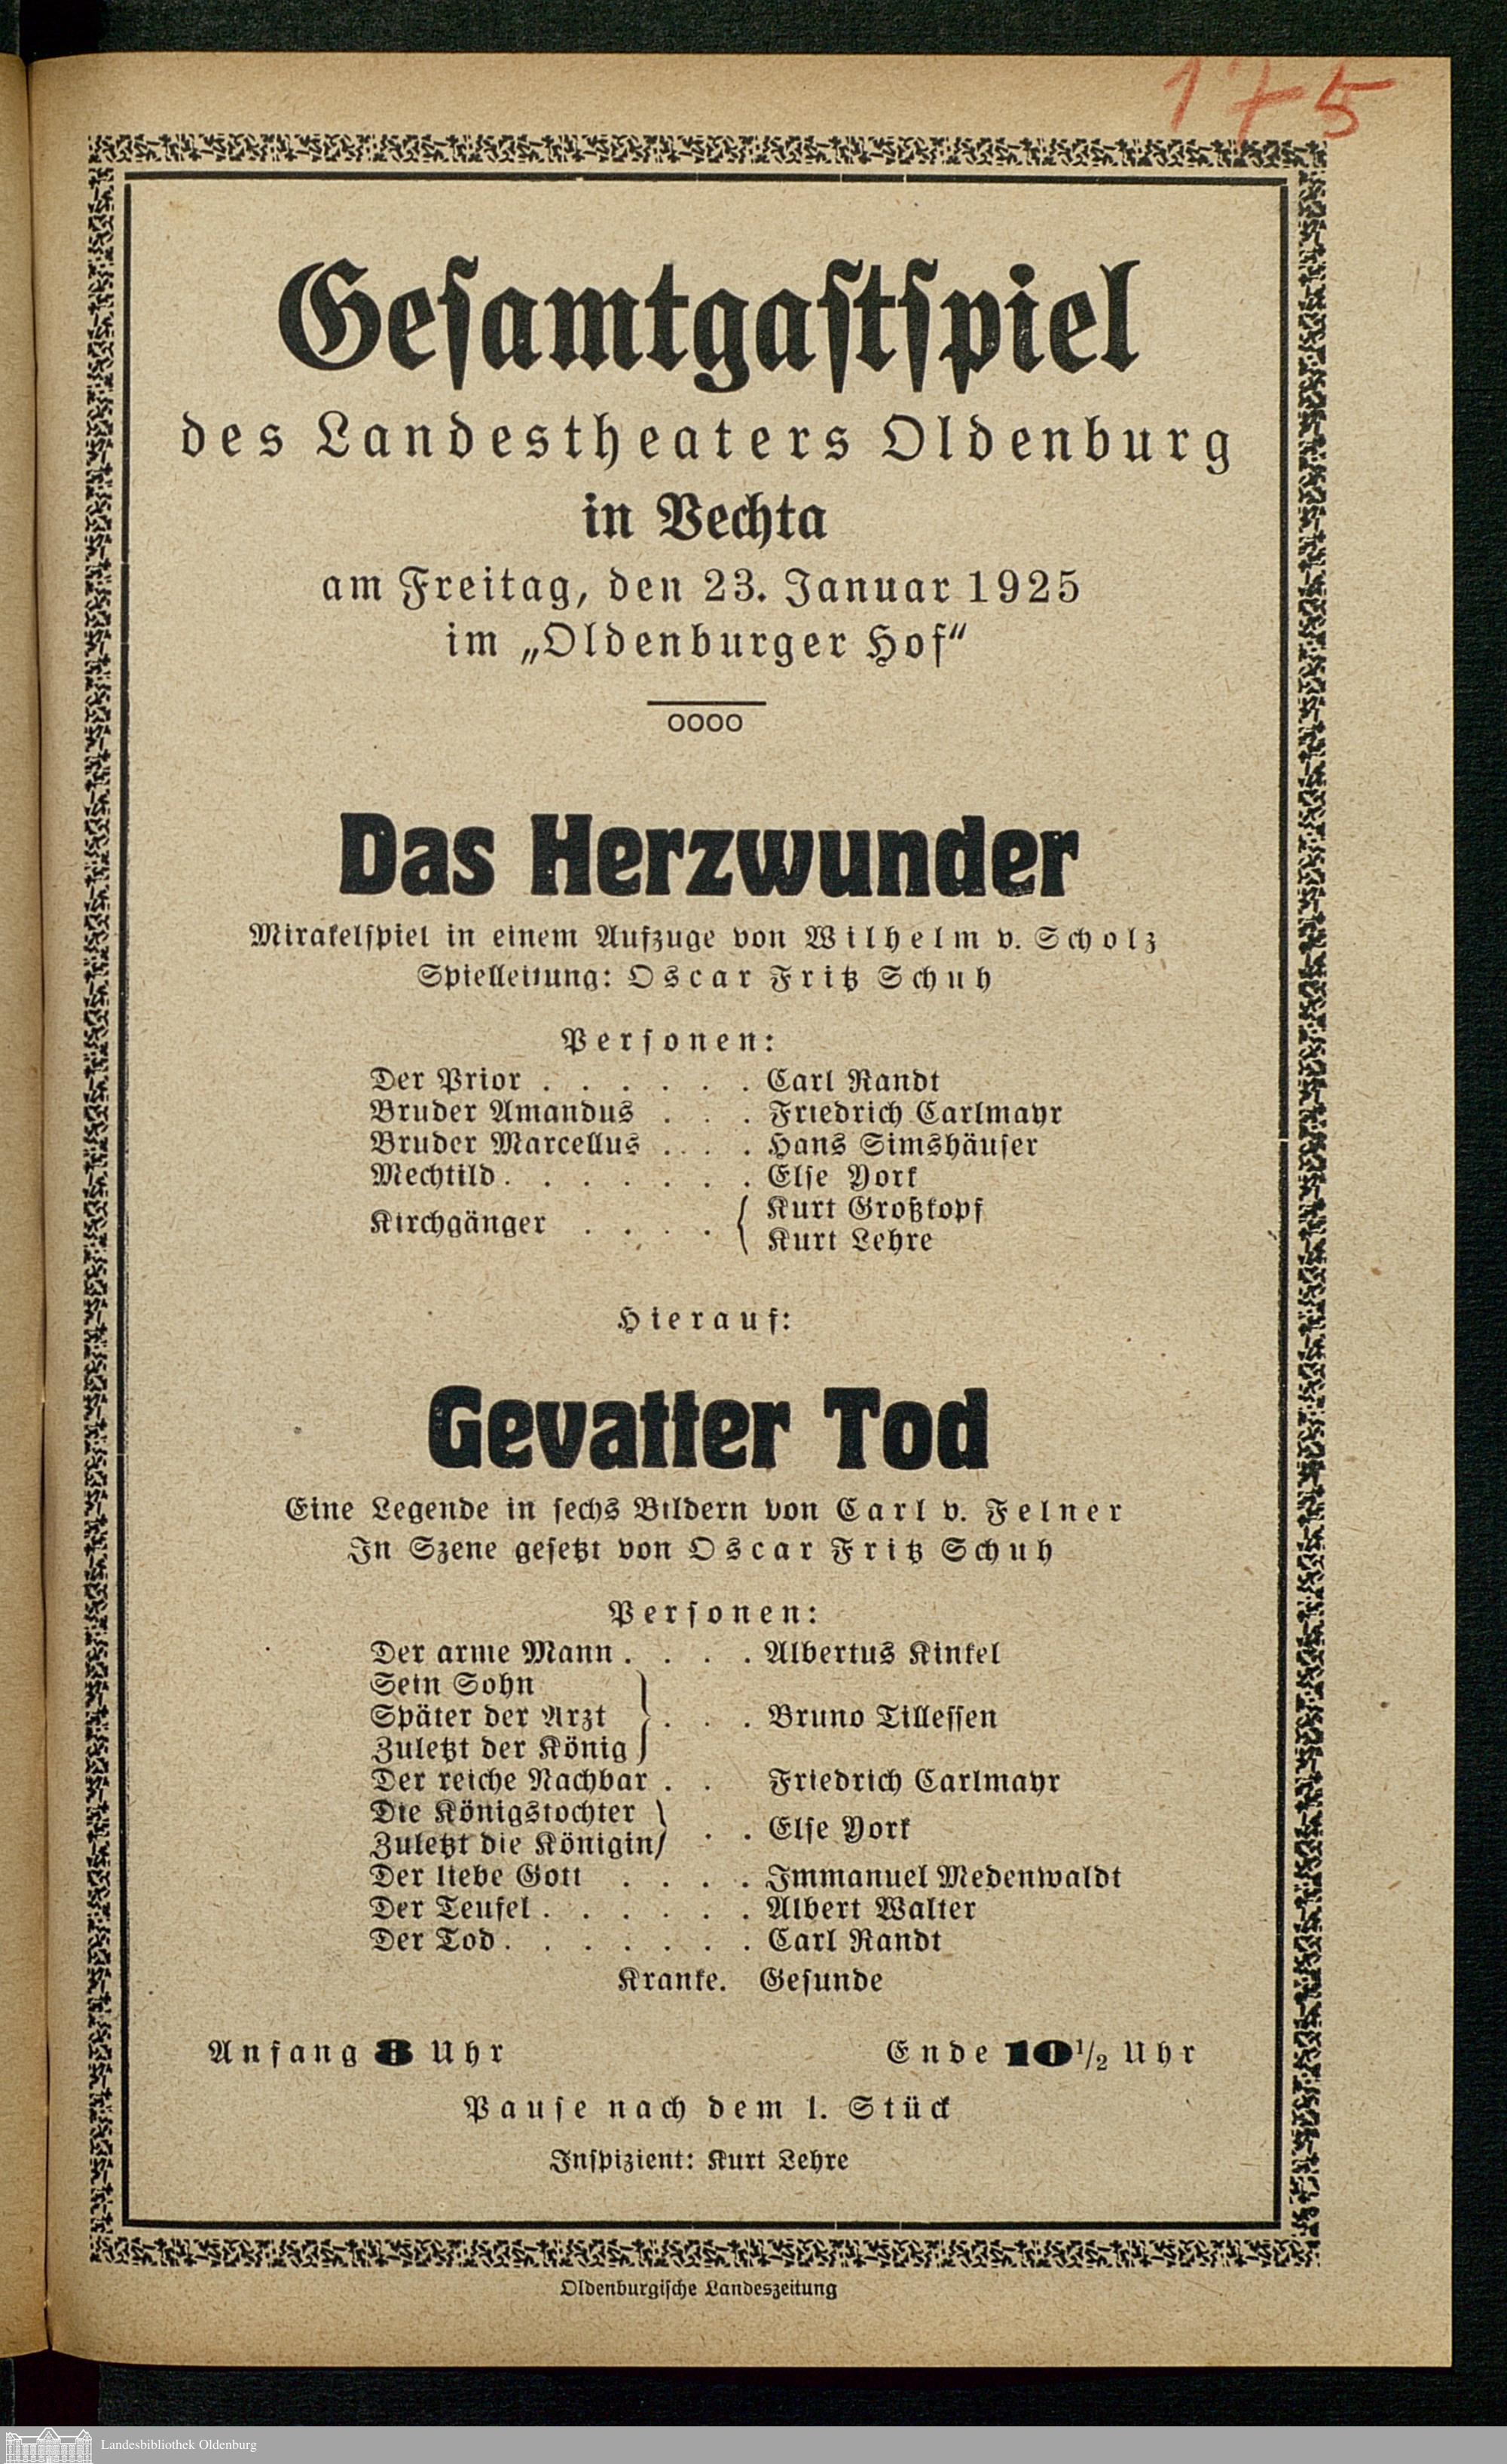 175
Gesamtgastspiel
des Landestheaters Oldenburg
in Vechta
am Freitag, den 23. Januar 1925
im „Oldenburger Hof“
oooo
Das Herzwunder
Mirakelspiel in einem Aufzuge von Wilhelm v. Scholz
Spielleitung: Oscar Fritz Schuh
Personen:
Der Prior . . . . . . Carl Randt
Bruder Amandus . . . Friedrich Carlmayr
Bruder Marcellus . . . Hans Simshäuser
Mechtild . . . . . . . Else York
Kirchgänger . . . . { Kurt Großkopf
Kurt Lehre
Hierauf:
Gevatter Tod
Eine Legende in sechs Bildern von Carl v. Felner
In Szene gesetzt von Oscar Fritz Schuh
Personen:
Der arme Mann . . . . Albertus Kinkel
Sein Sohn
Später der Arzt } . . . Bruno Tillessen
Zuletzt der König
Der reiche Nachbar . . Friedrich Carlmayr
Die Königstochter
Zuletzt die Königin } . . Else York
Der liebe Gott . . . . Immanuel Medenwaldt
Der Teufel . . . . . . Albert Walter
Der Tod . . . . . . . Carl Randt
Kranke. Gesunde
Anfang 8 Uhr Ende 10 1/2 Uhr
Pause nach dem 1. Stück
Inspizient: Kurt Lehre
Oldenburgische Landeszeitung
Landesbibliothek Oldenburg